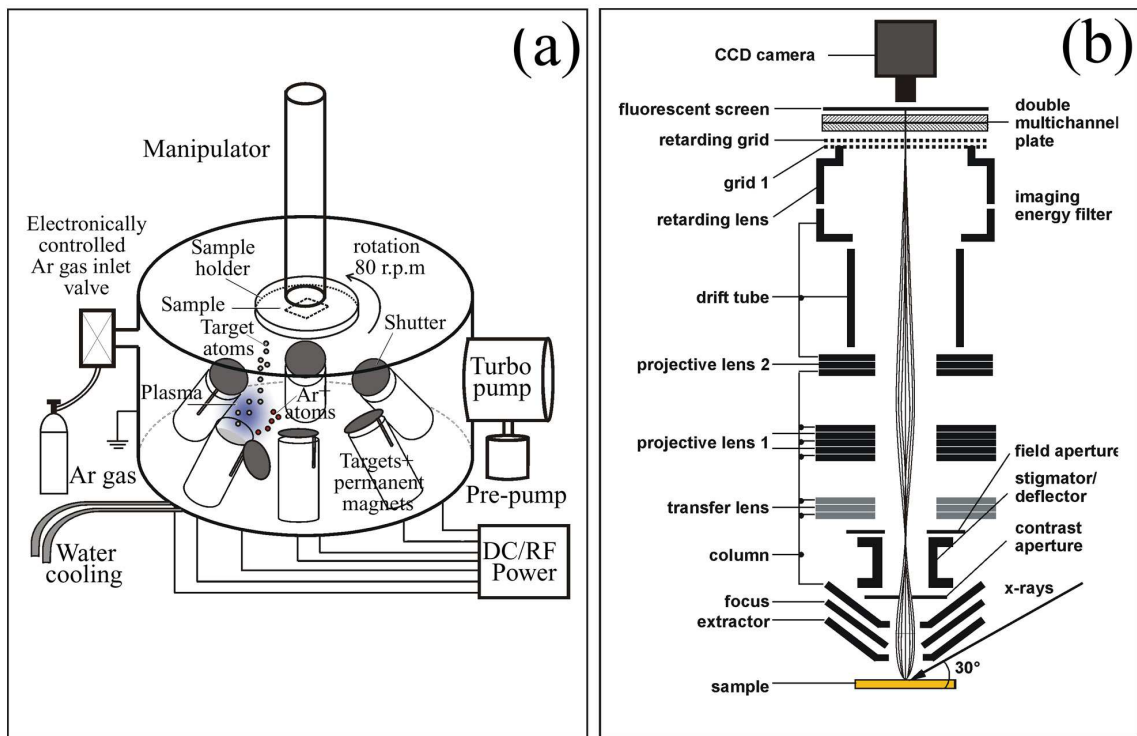 (a)
Manipulator
Electronically
controlled
Ar gas inlet
valve
Sample
holder
rotation
80 r.p.m
Sample
Target
atoms
Shutter
Plasma
Ar+
atoms
Turbo
pump
Ar gas
Targets+
permanent
magnets
Pre-pump
Water
cooling
DC/RF
Power
(b)
CCD camera
fluorescent screen
double
multichannel
plate
retarding grid
grid 1
retarding lens
imaging
energy filter
drift tube
projective lens 2
projective lens 1
field aperture
stigmator/
deflector
transfer lens
contrast
aperture
column
x-rays
focus
extractor
30°
sample